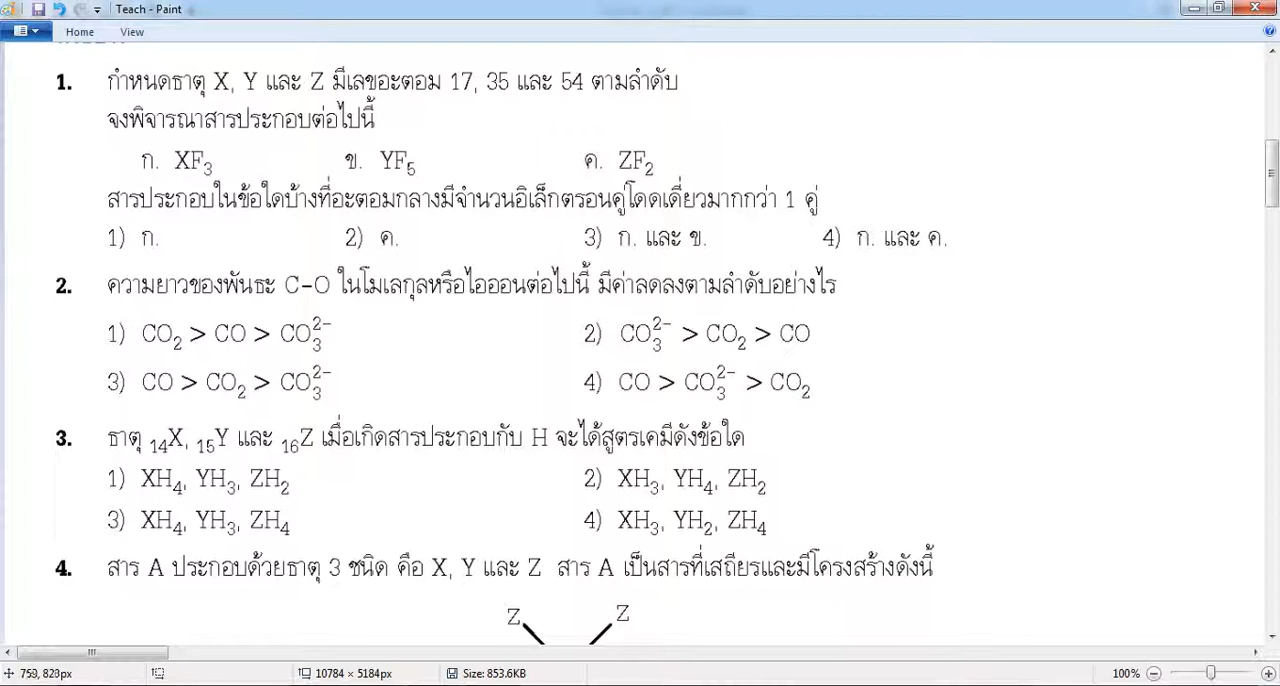 Teach - Paint
Home View
1. กำหนดธาตุ X, Y และ Z มีเลขอะตอม 17, 35 และ 54 ตามลำดับ
จงพิจารณาสารประกอบต่อไปนี้
ก. XF₃ ข. YF₅ ค. ZF₂
สารประกอบในข้อใดบ้างที่อะตอมกลางมีจำนวนอิเล็กตรอนคู่โดดเดี่ยวมากกว่า 1 คู่
1) ก. 2) ค. 3) ก. และ ข. 4) ก. และ ค.
2. ความยาวของพันธะ C-O ในโมเลกุลหรือไอออนต่อไปนี้ มีค่าลดลงตามลำดับอย่างไร
1) CO₂ > CO > CO₃²⁻ 2) CO₃²⁻ > CO₂ > CO
3) CO > CO₂ > CO₃²⁻ 4) CO > CO₃²⁻ > CO₂
3. ธาตุ ₁₄X, ₁₅Y และ ₁₆Z เมื่อเกิดสารประกอบกับ H จะได้สูตรเคมีดังข้อใด
1) XH₄, YH₃, ZH₂ 2) XH₃, YH₄, ZH₂
3) XH₄, YH₃, ZH₄ 4) XH₃, YH₂, ZH₄
4. สาร A ประกอบด้วยธาตุ 3 ชนิด คือ X, Y และ Z สาร A เป็นสารที่เสถียรและมีโครงสร้างดังนี้
Z Z
759, 823px 10784 × 5184px Size: 853.6KB 100%